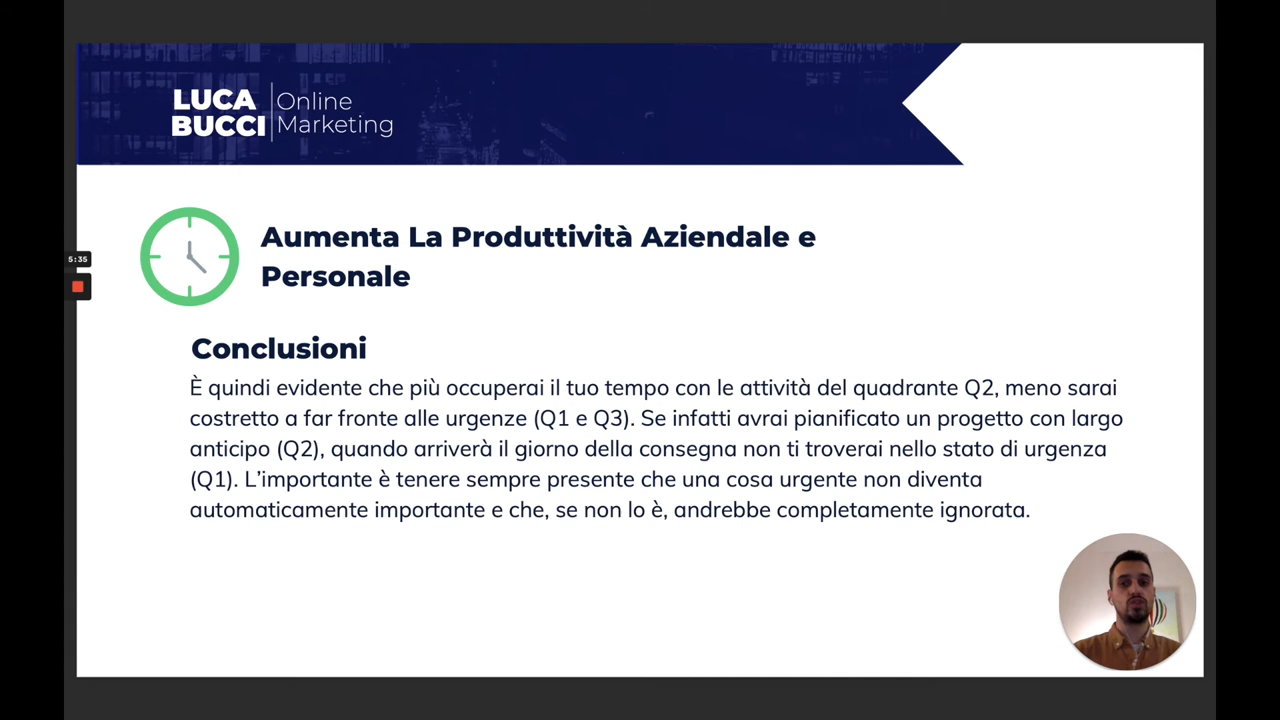 LUCA
BUCCI
Online
Marketing
5:35
Aumenta La Produttività Aziendale e
Personale
Conclusioni
È quindi evidente che più occuperai il tuo tempo con le attività del quadrante Q2, meno sarai
costretto a far fronte alle urgenze (Q1 e Q3). Se infatti avrai pianificato un progetto con largo
anticipo (Q2), quando arriverà il giorno della consegna non ti troverai nello stato di urgenza
(Q1). L’importante è tenere sempre presente che una cosa urgente non diventa
automaticamente importante e che, se non lo è, andrebbe completamente ignorata.